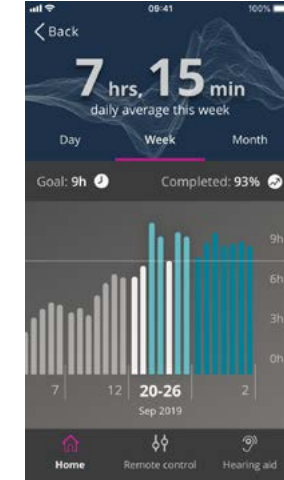 09:41
100%
Back
7 hrs, 15 min
daily average this week
Day Week Month
Goal: 9h Completed: 93%
9h
6h
3h
0h
7 12 20-26 2
Sep 2019
Home Remote control Hearing aid